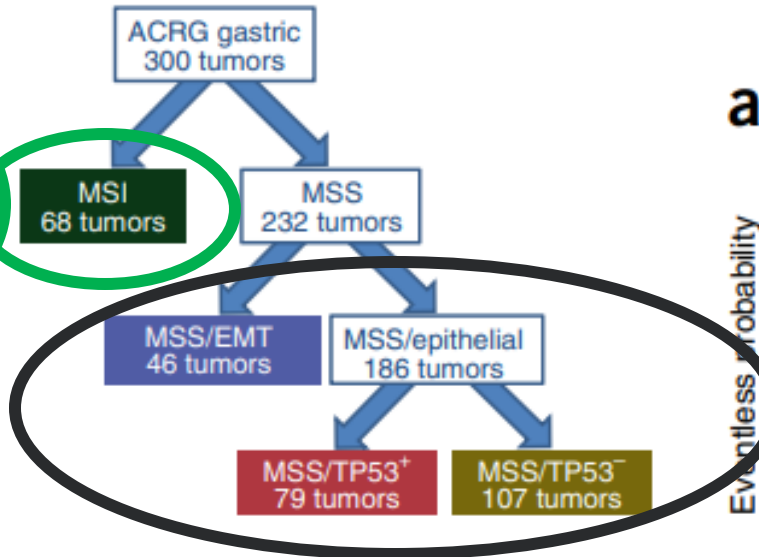 ACRG gastric
300 tumors
a
MSI
68 tumors
MSS
232 tumors
MSS/EMT
46 tumors
MSS/epithelial
186 tumors
MSS/TP53⁺
79 tumors
MSS/TP53⁻
107 tumors
Eventless probability